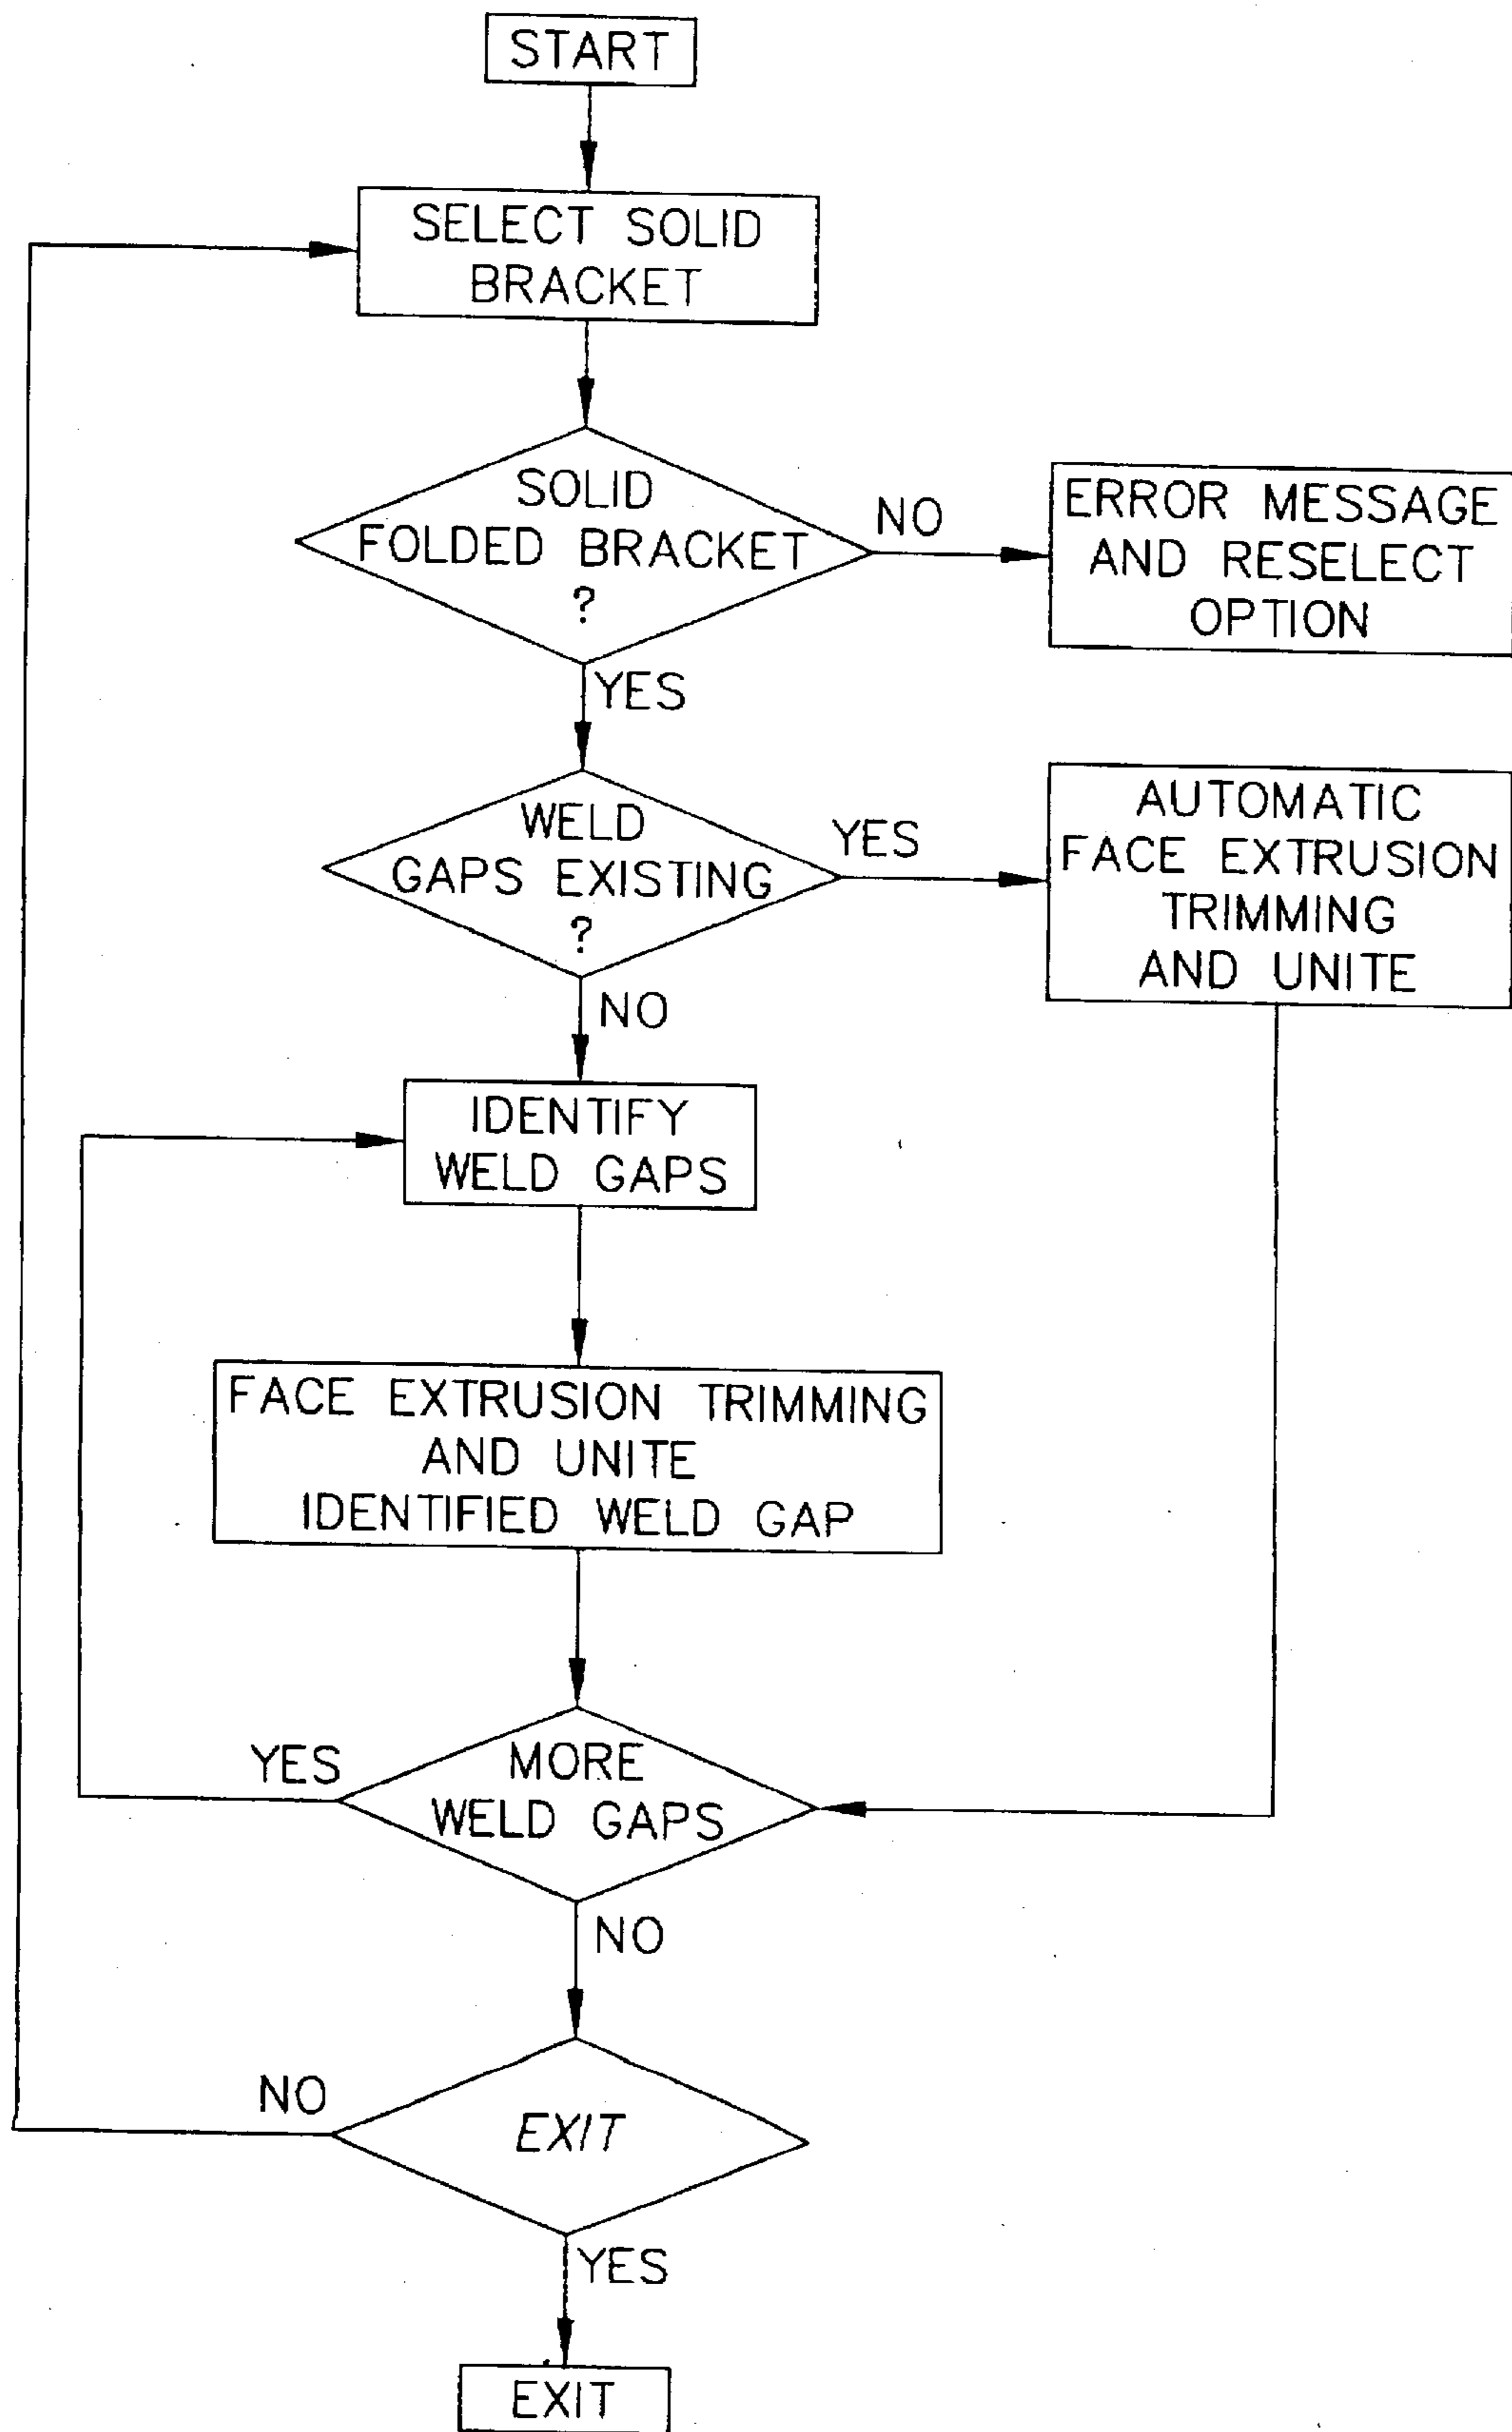 START
SELECT SOLID
BRACKET
SOLID
FOLDED BRACKET
?
NO
ERROR MESSAGE
AND RESELECT
OPTION
YES
WELD
GAPS EXISTING
?
YES
AUTOMATIC
FACE EXTRUSION
TRIMMING
AND UNITE
NO
IDENTIFY
WELD GAPS
FACE EXTRUSION TRIMMING
AND UNITE
IDENTIFIED WELD GAP
YES
MORE
WELD GAPS
NO
NO
EXIT
YES
EXIT